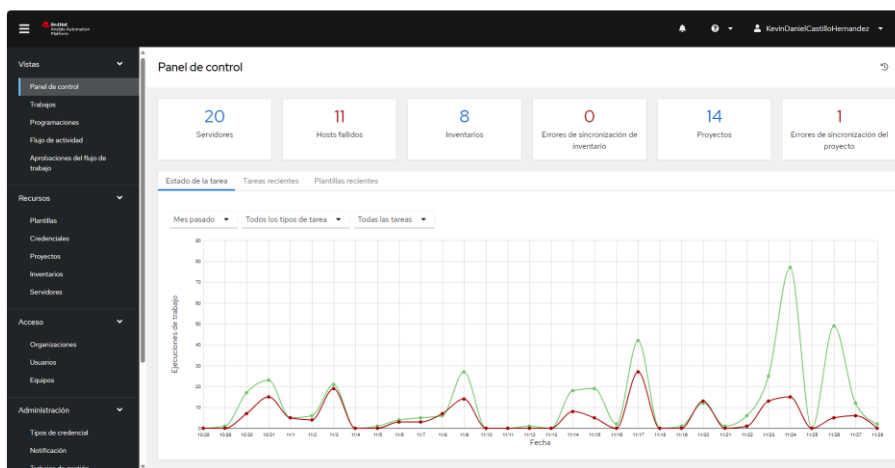 Red Hat
Ansible Automation
Platform
KevinDanielCastilloHernandez
Vistas
Panel de control
Trabajos
Programaciones
Flujo de actividad
Aprobaciones del flujo de
trabajo
Recursos
Plantillas
Credenciales
Proyectos
Inventarios
Servidores
Acceso
Organizaciones
Usuarios
Equipos
Administración
Tipos de credencial
Notificación
Panel de control
20
Servidores
11
Hosts fallidos
8
Inventarios
0
Errores de sincronización de
inventario
14
Proyectos
1
Errores de sincronización del
proyecto
Estado de la tarea Tareas recientes Plantillas recientes
Mes pasado Todos los tipos de tarea Todas las tareas
Ejecuciones de trabajo
90
80
70
60
50
40
30
20
10
10/28 10/29 10/30 10/31 11/1 11/2 11/3 11/4 11/5 11/6 11/7 11/8 11/9 11/10 11/11 11/12 11/13 11/14 11/15 11/16 11/17 11/18 11/19 11/20 11/21 11/22 11/23 11/24 11/25 11/26 11/27 11/28
Fecha